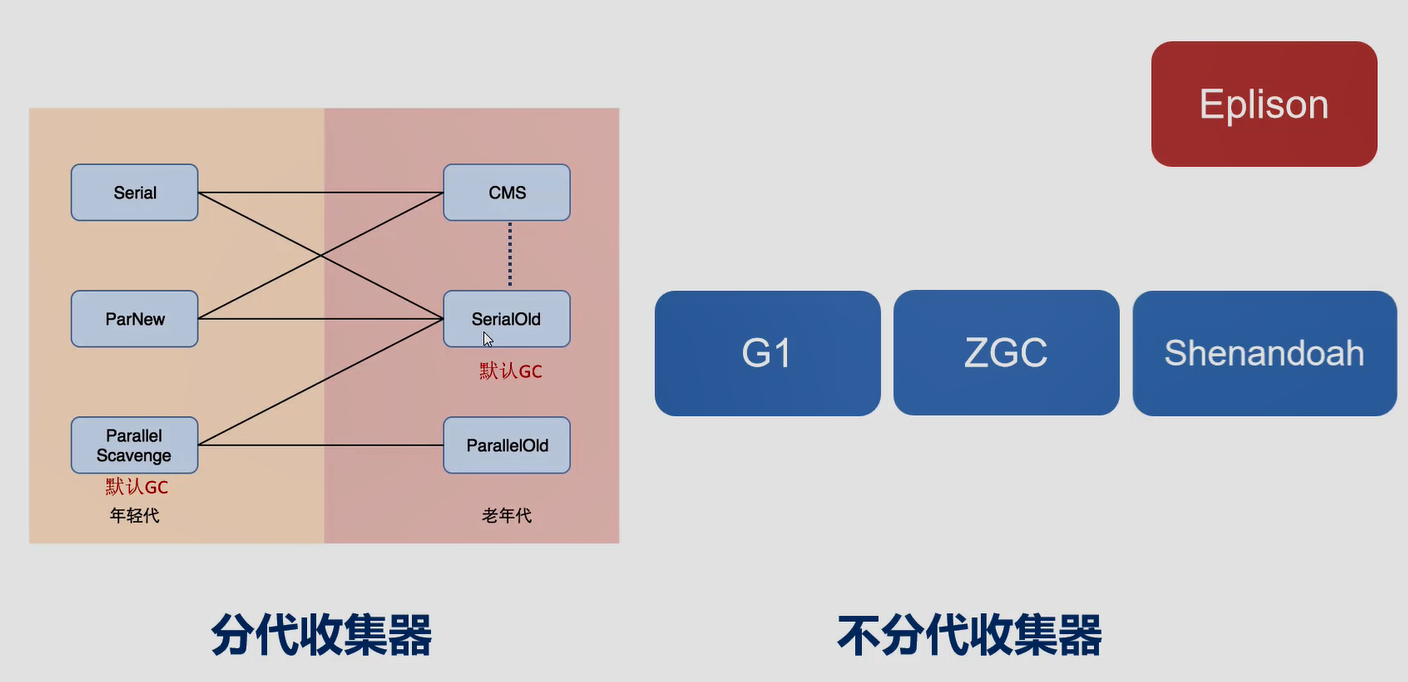 Eplison
Serial
CMS
ParNew
SerialOld
默认GC
Parallel
Scavenge
ParallelOld
默认GC
年轻代
老年代
G1
ZGC
Shenandoah
分代收集器
不分代收集器